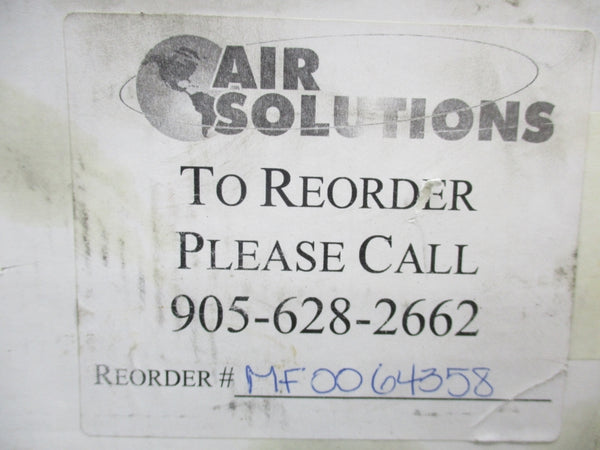 AIR
SOLUTIONS
TO REORDER
PLEASE CALL
905-628-2662
REORDER # MF0064358